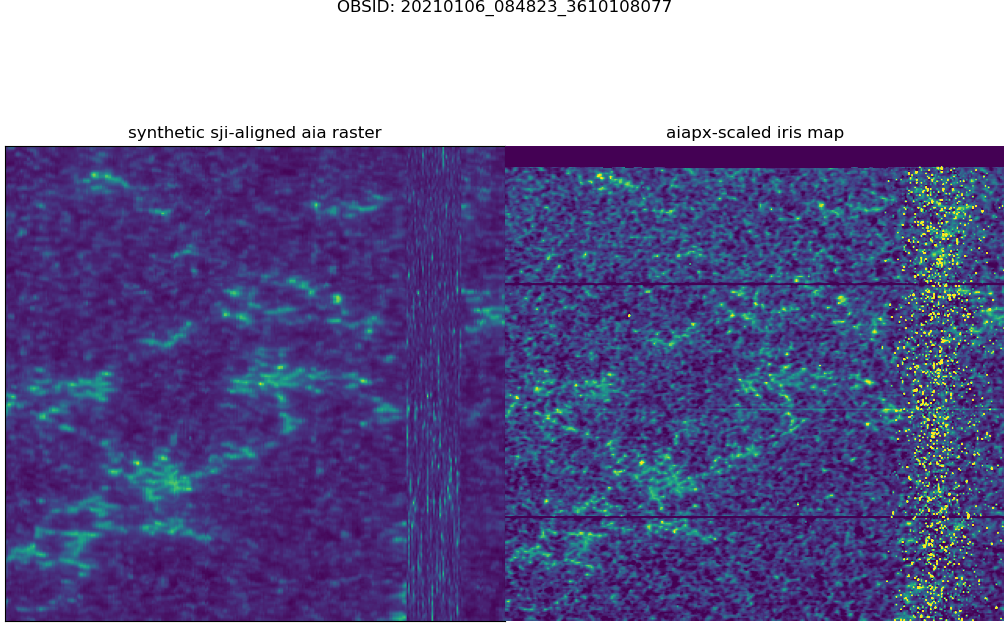 OBSID: 20210106_084823_3610108077
synthetic sji-aligned aia raster
aiapx-scaled iris map